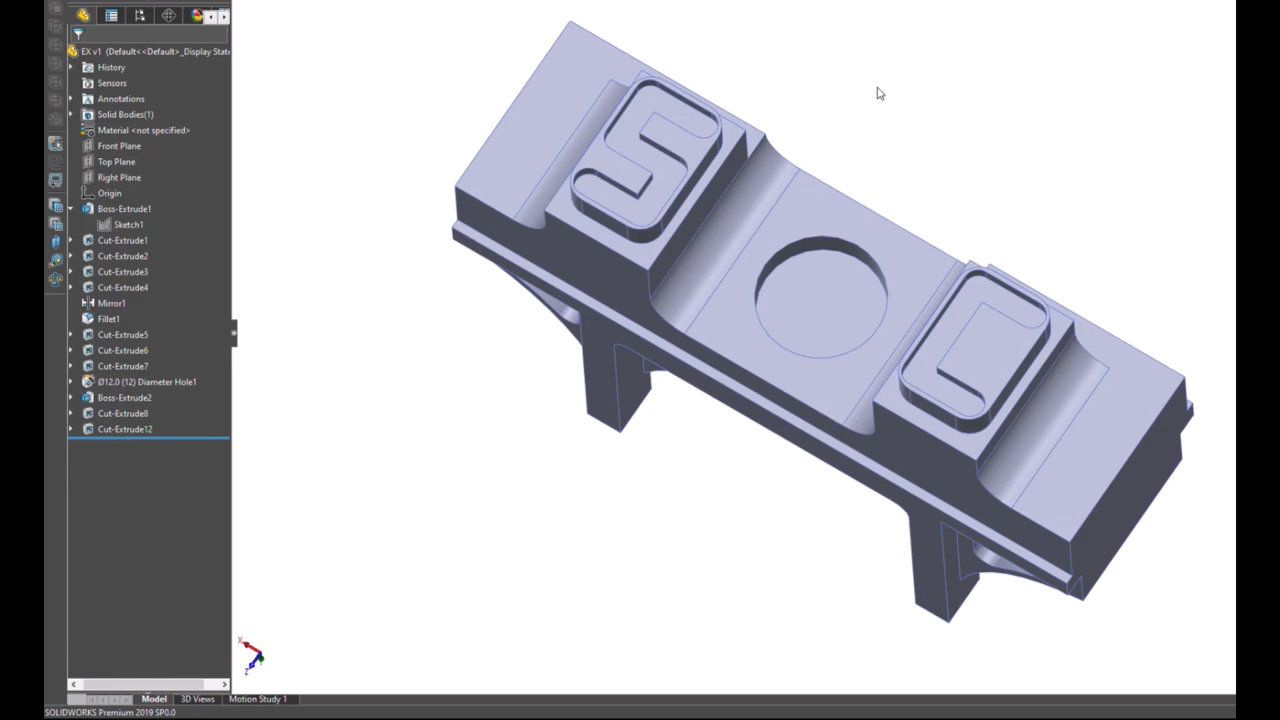 EX v1 (Default<<Default>_Display State
History
Sensors
Annotations
Solid Bodies(1)
Material <not specified>
Front Plane
Top Plane
Right Plane
Origin
Boss-Extrude1
Sketch1
Cut-Extrude1
Cut-Extrude2
Cut-Extrude3
Cut-Extrude4
Mirror1
Fillet1
Cut-Extrude5
Cut-Extrude6
Cut-Extrude7
Ø12.0 (12) Diameter Hole1
Boss-Extrude2
Cut-Extrude8
Cut-Extrude12
X
Z
Model
3D Views
Motion Study 1
SOLIDWORKS Premium 2019 SP0.0